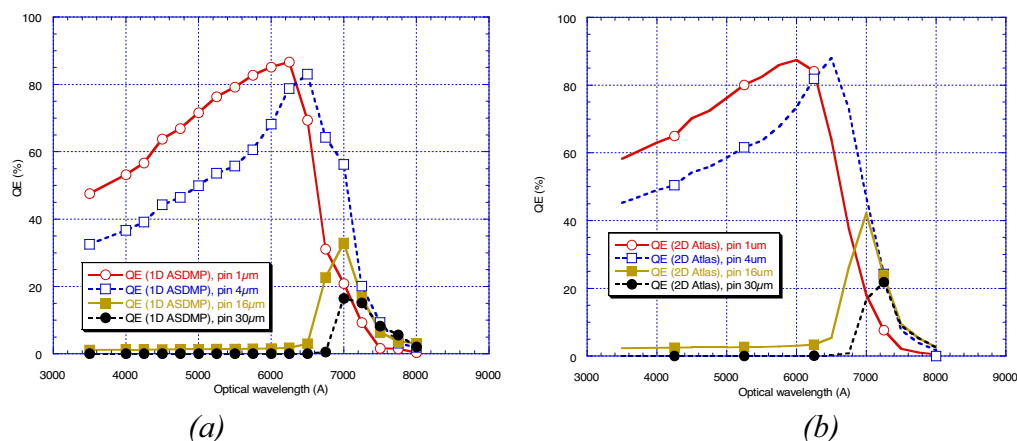 100
80
60
40
20
0
QE (%)
QE (1D ASDMP), pin 1µm
QE (1D ASDMP), pin 4µm
QE (1D ASDMP), pin 16µm
QE (1D ASDMP), pin 30µm
3000 4000 5000 6000 7000 8000 9000
Optical wavelength (A)
(a)
100
80
60
40
20
0
QE (%)
QE (2D Atlas), pin 1um
QE (2D Atlas), pin 4um
QE (2D Atlas), pin 16um
QE (2D Atlas), pin 30µm
3000 4000 5000 6000 7000 8000 9000
Optical wavelength (A)
(b)